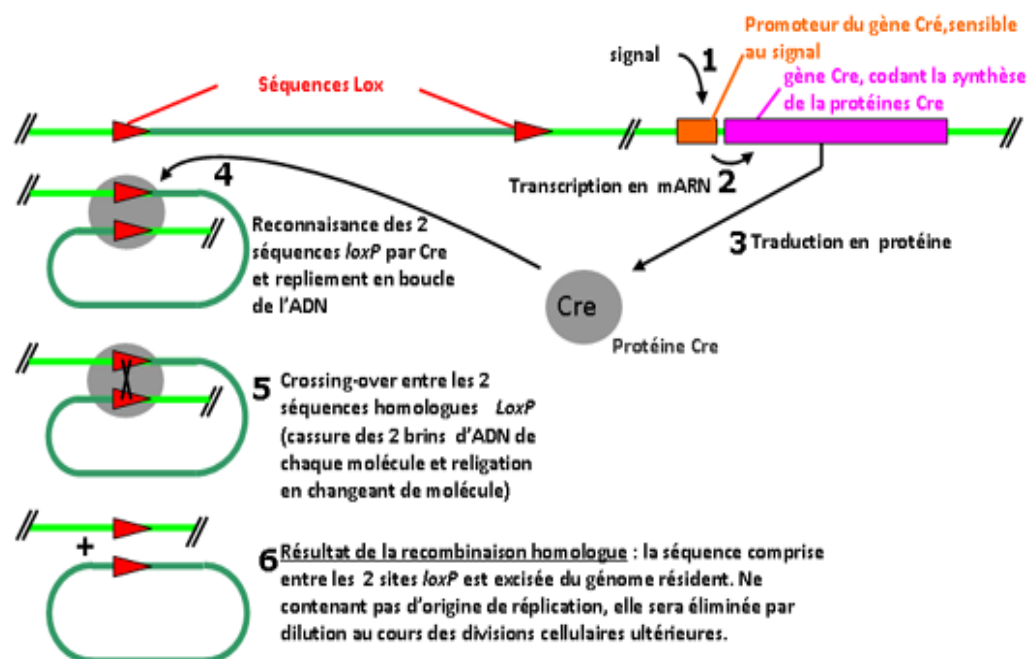 Promoteur du gène Cré,sensible
au signal
signal
1
gène Cre, codant la synthèse
de la protéines Cre
Séquences Lox
4
Transcription en mARN
2
Reconnaisance des 2
séquences loxP par Cre
et repliement en boucle
de l'ADN
3 Traduction en protéine
Cre
Protéine Cre
5 Crossing-over entre les 2
séquences homologues LoxP
(cassure des 2 brins d'ADN de
chaque molécule et religation
en changeant de molécule)
+
6 Résultat de la recombinaison homologue : la séquence comprise
entre les 2 sites loxP est excisée du génome résident. Ne
contenant pas d'origine de réplication, elle sera éliminée par
dilution au cours des divisions cellulaires ultérieures.